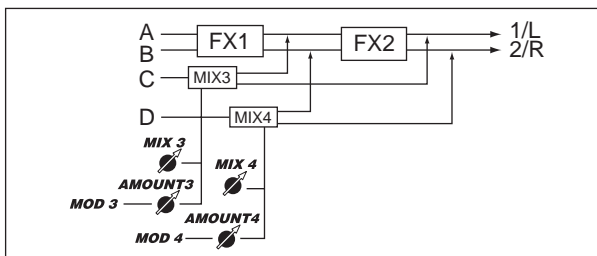 A
B
C
D
FX1
FX2
1/L
2/R
MIX3
MIX4
MIX 3
MIX 4
AMOUNT3
MOD 3
AMOUNT4
MOD 4